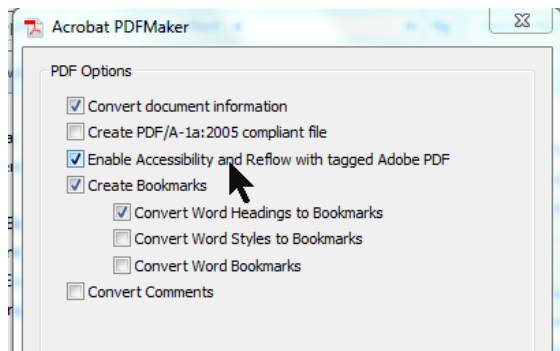 Acrobat PDFMaker
PDF Options
Convert document information
Create PDF/A-1a:2005 compliant file
Enable Accessibility and Reflow with tagged Adobe PDF
Create Bookmarks
Convert Word Headings to Bookmarks
Convert Word Styles to Bookmarks
Convert Word Bookmarks
Convert Comments